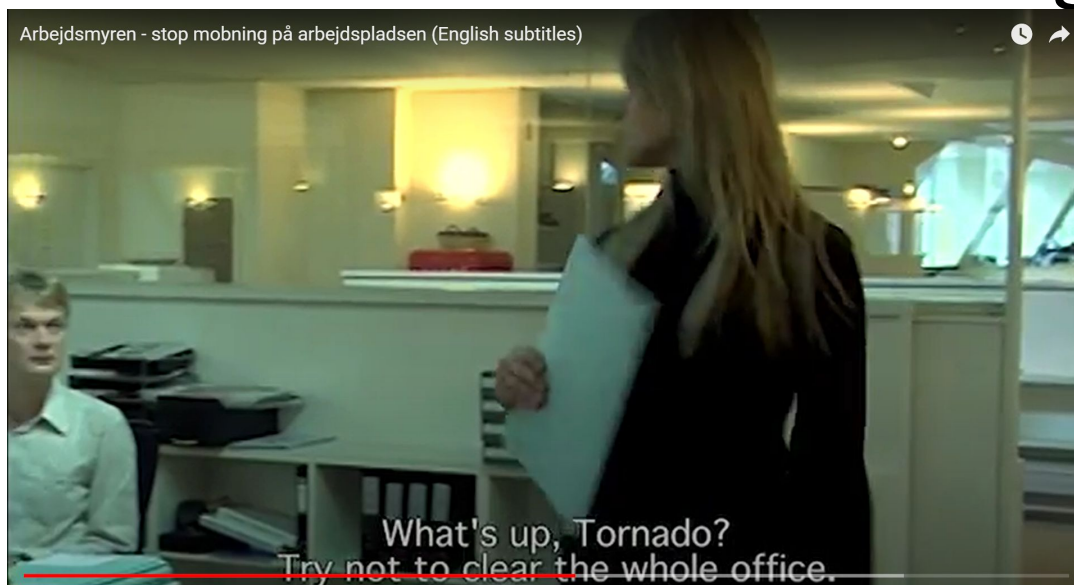 Arbejdsmyren - stop mobning på arbejdspladsen (English subtitles)
What's up, Tornado?
Try not to clear the whole office.